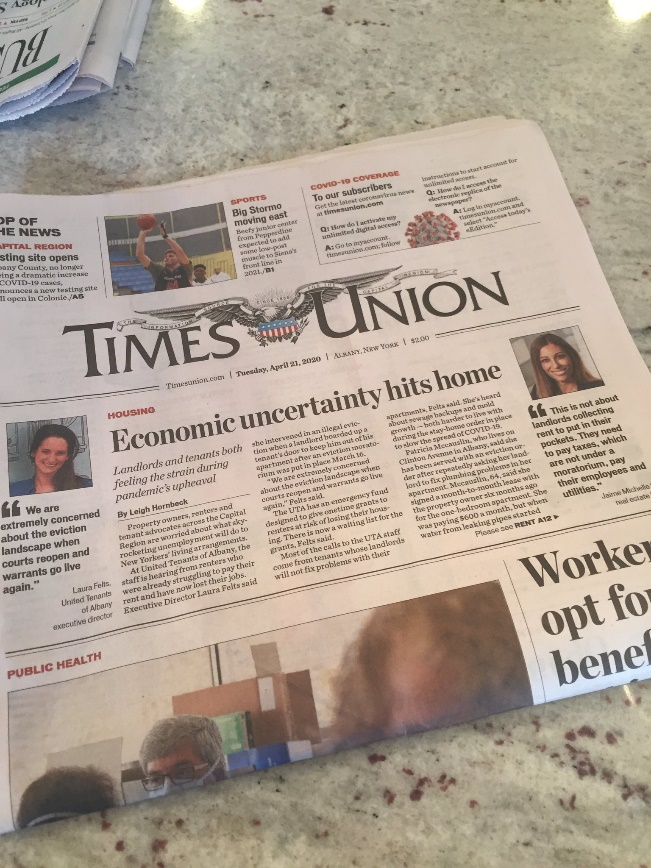 BU
OP OF
HE NEWS
APITAL REGION
sting site opens
bany County, no longer
ing a dramatic increase
COVID-19 cases,
nounces a new testing site
ll open in Colonie./A5
SPORTS
Big Stormo
moving east
Beefy junior center
from Pepperdine
expected to add
some low-post
muscle to Siena's
front line in
2021./B1
COVID-19 COVERAGE
To our subscribers
Get the latest coronavirus news
at timesunion.com
Q: How do I activate my
unlimited digital access?
A: Go to myaccount.
timesunion.com, follow
instructions to start account for
unlimited access.
Q: How do I access the
electronic replica of the
newspaper?
A: Log in myaccount.
timesunion.com and
select "Access today's
eEdition."
TIMES UNION
Timesunion.com | Tuesday, April 21, 2020 | ALBANY, NEW YORK | $2.00
HOUSING
Economic uncertainty hits home
Landlords and tenants both
feeling the strain during
pandemic's upheaval
By Leigh Hornbeck
Property owners, renters and
tenant advocates across the Capital
Region are worried about what sky-
rocketing unemployment will do to
New Yorkers' living arrangements.
At United Tenants of Albany, the
staff is hearing from renters who
were already struggling to pay their
rent and have now lost their jobs.
Executive Director Laura Felts said
she intervened in an illegal evic-
tion when a landlord boarded up a
tenant's door to keep him out of his
apartment after an eviction morato-
rium was put in place March 16.
"We are extremely concerned
about the eviction landscape when
courts reopen and warrants go live
again," Felts said.
The UTA has an emergency fund
designed to give onetime grants to
renters at risk of losing their hous-
ing. There is now a waiting list for the
grants, Felts said.
Most of the calls to the UTA staff
come from tenants whose landlords
will not fix problems with their
apartments, Felts said. She's heard
about sewage backups and mold
growth — both harder to live with
during the stay-home order in place
to slow the spread of COVID-19.
Patricia Mucazzilin, who lives on
Clinton Avenue in Albany, said she
has been served with an eviction or-
der after repeatedly asking her land-
lord to fix plumbing problems in her
apartment. Mucazzilin, 64, said she
signed a month-to-month lease with
the property owner six months ago
for the one-bedroom apartment. She
was paying $600 a month, but when
water from leaking pipes started
Please see RENT A12 ▶
“ We are
extremely concerned
about the eviction
landscape when
courts reopen and
warrants go live
again."
Laura Felts,
United Tenants
of Albany
executive director
“ This is not about
landlords collecting
rent to put in their
pockets. They need
to pay taxes, which
are not under a
moratorium, pay
their employees and
utilities."
Jaime Michelle
real estate
Worker
opt for
benef
PUBLIC HEALTH